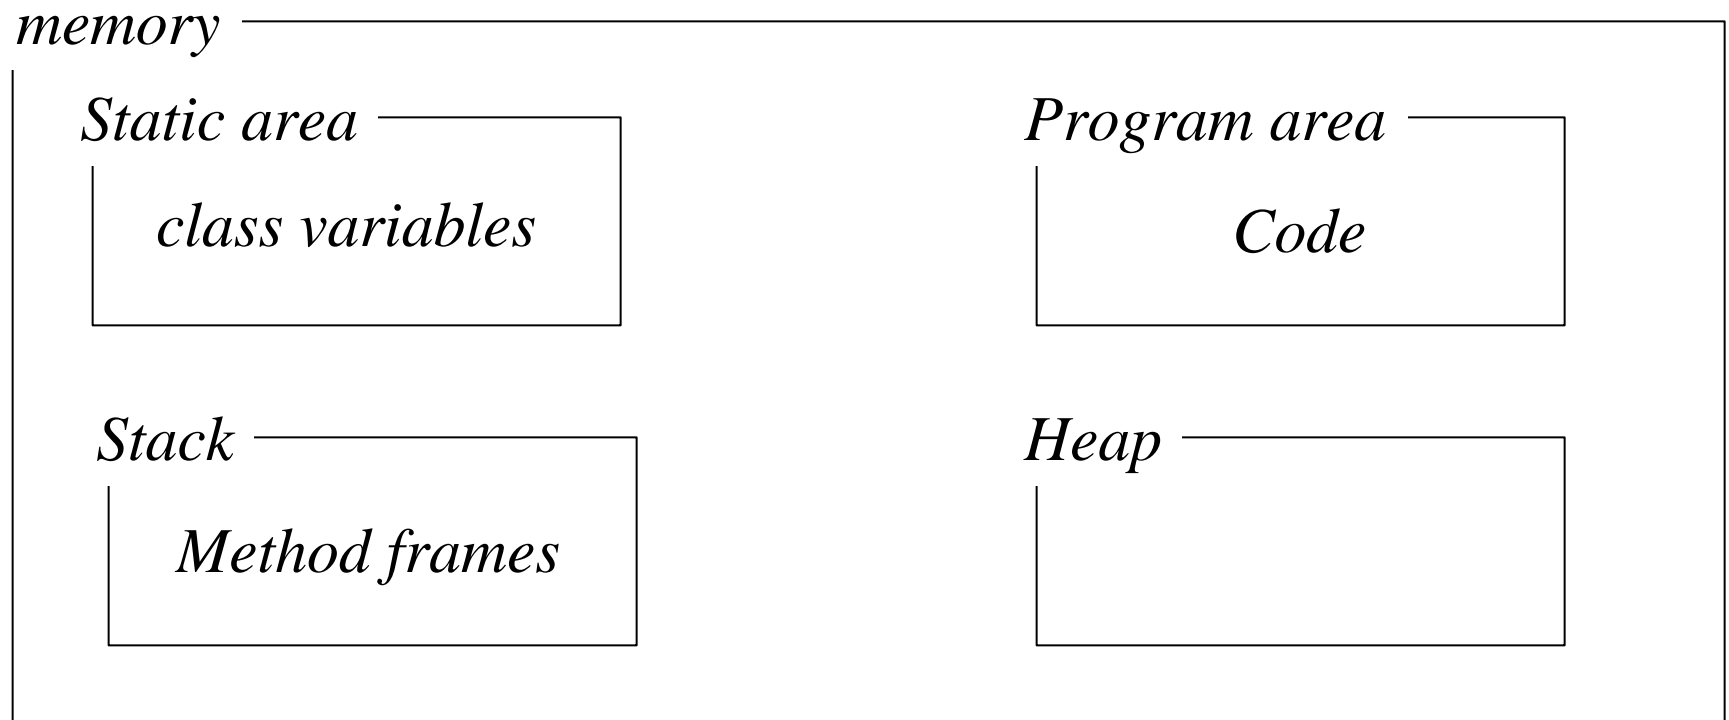 memory
Static area
Program area
class variables
Code
Stack
Heap
Method frames